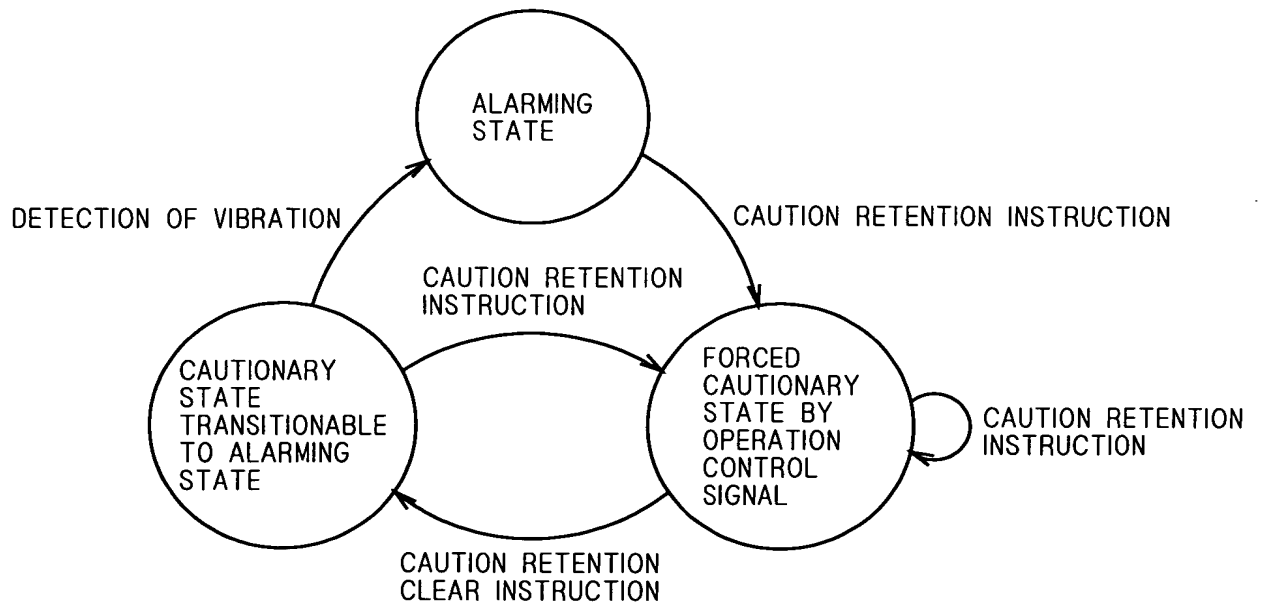 ALARMING
STATE
DETECTION OF VIBRATION
CAUTION RETENTION INSTRUCTION
CAUTION RETENTION
INSTRUCTION
CAUTIONARY
STATE
TRANSITIONABLE
TO ALARMING
STATE
FORCED
CAUTIONARY
STATE BY
OPERATION
CONTROL
SIGNAL
CAUTION RETENTION
INSTRUCTION
CAUTION RETENTION
CLEAR INSTRUCTION